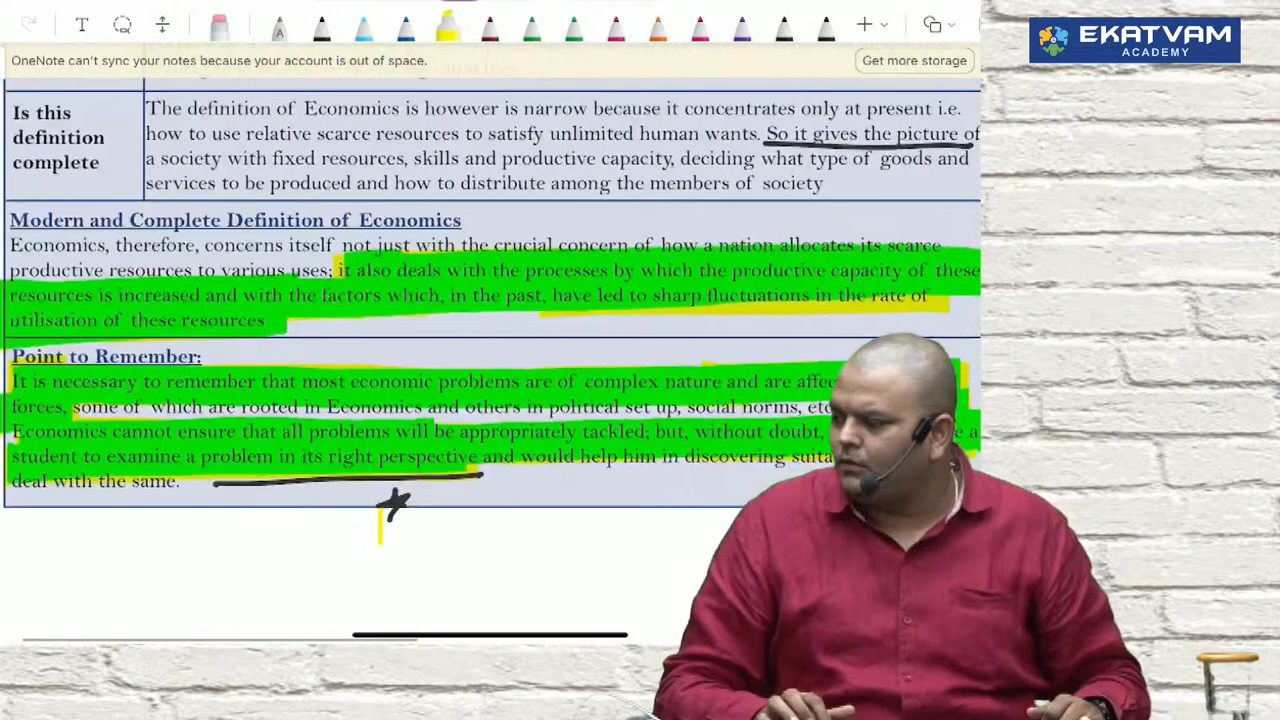 EKATVAM
ACADEMY
OneNote can't sync your notes because your account is out of space.
Get more storage
Is this
definition
complete
The definition of Economics is however is narrow because it concentrates only at present i.e.
how to use relative scarce resources to satisfy unlimited human wants. So it gives the picture of
a society with fixed resources, skills and productive capacity, deciding what type of goods and
services to be produced and how to distribute among the members of society
Modern and Complete Definition of Economics
Economics, therefore, concerns itself not just with the crucial concern of how a nation allocates its scarce
productive resources to various uses; it also deals with the processes by which the productive capacity of these
resources is increased and with the factors which, in the past, have led to sharp fluctuations in the rate of
utilisation of these resources
Point to Remember:
It is necessary to remember that most economic problems are of complex nature and are affec
forces, some of which are rooted in Economics and others in political set up, social norms, etc
Economics cannot ensure that all problems will be appropriately tackled; but, without doubt, e a
student to examine a problem in its right perspective and would help him in discovering suita
deal with the same.